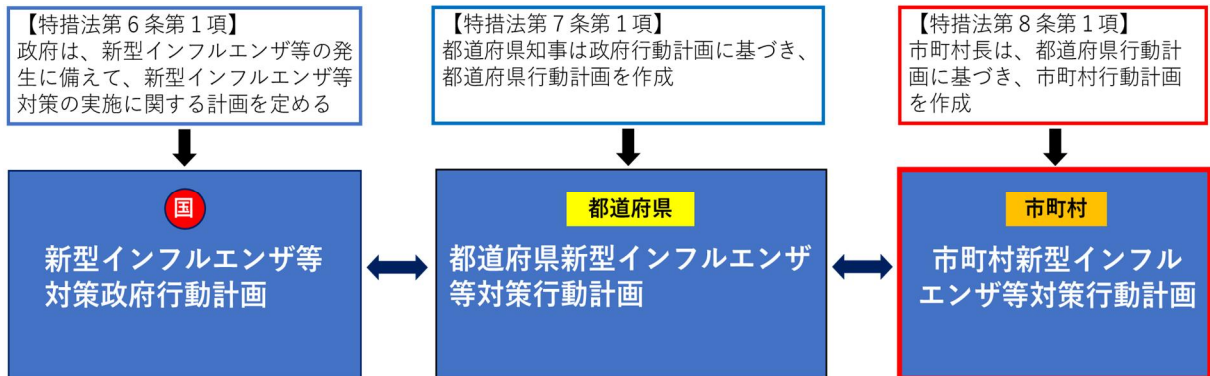 【特措法第６条第１項】
政府は、新型インフルエンザ等の発
生に備えて、新型インフルエンザ等
対策の実施に関する計画を定める
【特措法第７条第１項】
都道府県知事は政府行動計画に基づき、
都道府県行動計画を作成
【特措法第８条第１項】
市町村長は、都道府県行動計
画に基づき、市町村行動計画
を作成
国
新型インフルエンザ等
対策政府行動計画
都道府県
都道府県新型インフルエンザ
等対策行動計画
市町村
市町村新型インフル
エンザ等対策行動計画